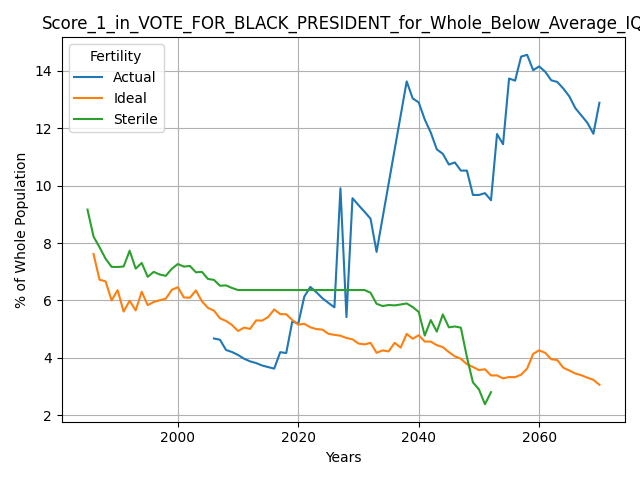 Score_1_in_VOTE_FOR_BLACK_PRESIDENT_for_Whole_Below_Average_IQ
Fertility
Actual
Ideal
Sterile
% of Whole Population
14
12
10
8
6
4
2
2000 2020 2040 2060
Years